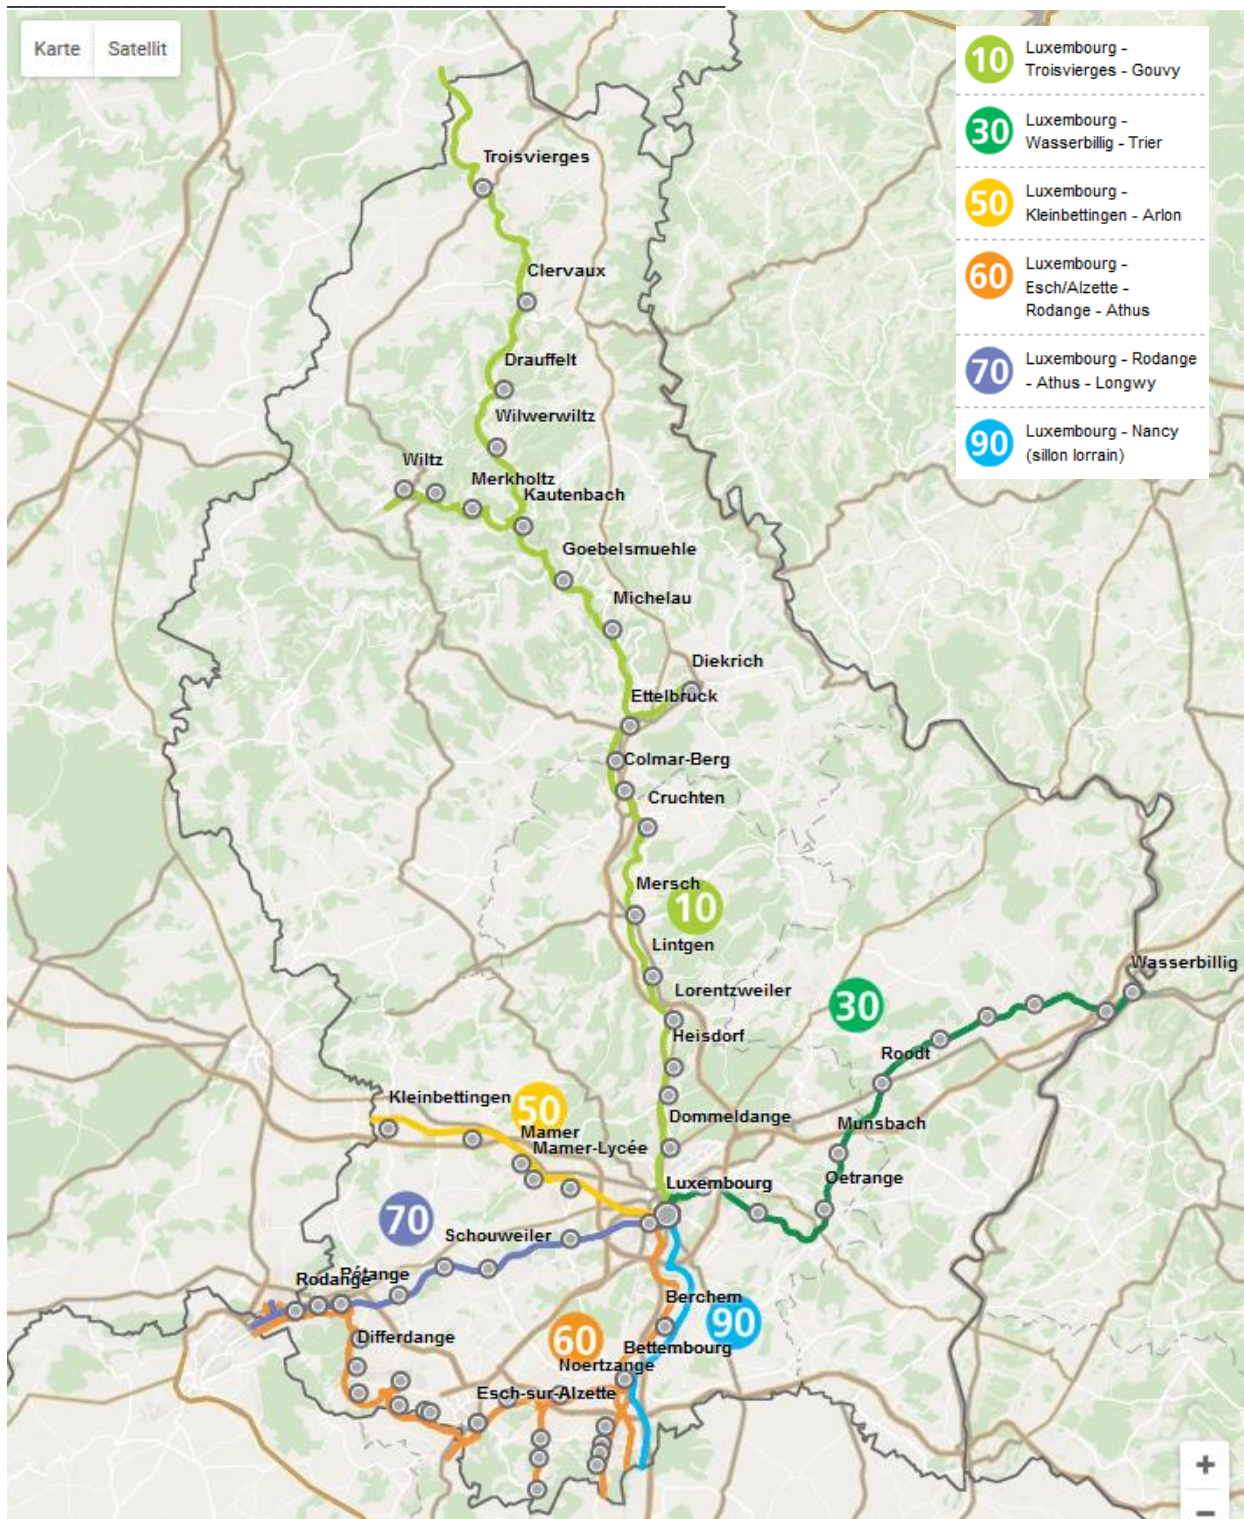 Karte
Satellit
10
Luxembourg -
Troisvierges - Gouvy
30
Luxembourg -
Wasserbillig - Trier
50
Luxembourg -
Kleinbettingen - Arlon
60
Luxembourg -
Esch/Alzette -
Rodange - Athus
70
Luxembourg - Rodange
- Athus - Longwy
90
Luxembourg - Nancy
(sillon lorrain)
Troisvierges
Clervaux
Drauffelt
Wilwerwiltz
Wiltz
Merkholtz
Kautenbach
Goebelsmuehle
Michelau
Diekrich
Ettelbruck
Colmar-Berg
Cruchten
Mersch
10
Lintgen
Wasserbillig
Lorentzweiler
30
Heisdorf
Roodt
Kleinbettingen
50
Dommeldange
Munsbach
Mamer
Mamer-Lycée
Oetrange
Luxembourg
70
Schouweiler
Pétange
Rodange
Berchem
90
Differdange
60
Bettembourg
Noertzange
Esch-sur-Alzette
+
−